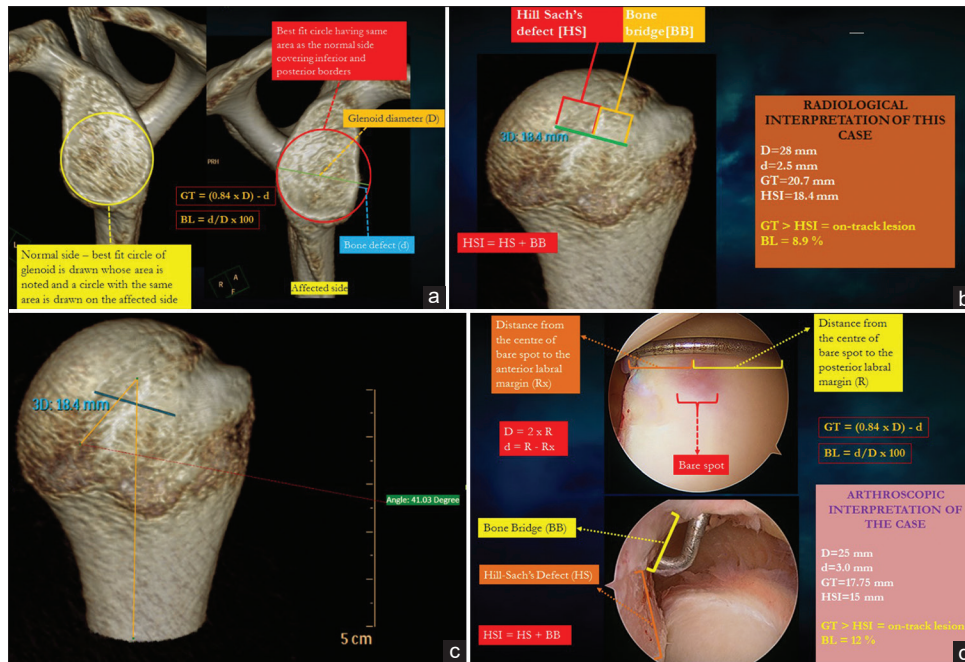 Best fit circle having same
area as the normal side
covering inferior and
posterior borders
Glenoid diameter (D)
PRH
GT = (0.84 x D) - d
BL = d/D x 100
Bone defect (d)
Normal side – best fit circle of
glenoid is drawn whose area is
noted and a circle with the same
area is drawn on the affected side
R
A
F
Affected side
a
Hill Sach's
defect [HS]
Bone
bridge[BB]
3D: 18.4 mm
HSI = HS + BB
RADIOLOGICAL
INTERPRETATION OF THIS
CASE
D=28 mm
d=2.5 mm
GT=20.7 mm
HSI=18.4 mm
GT > HSI = on-track lesion
BL = 8.9 %
b
3D: 18.4 mm
Angle: 41.03 Degree
5 cm
c
Distance from
the centre of
bare spot to the
anterior labral
margin (Rx)
Distance from
the centre of
bare spot to the
posterior labral
margin (R)
D = 2 x R
d = R - Rx
Bare spot
GT = (0.84 x D) - d
BL = d/D x 100
Bone Bridge (BB)
Hill-Sach's Defect (HS)
HSI = HS + BB
ARTHROSCOPIC
INTERPRETATION OF
THE CASE
D=25 mm
d=3.0 mm
GT=17.75 mm
HSI=15 mm
GT > HSI = on-track lesion
BL = 12 %
d